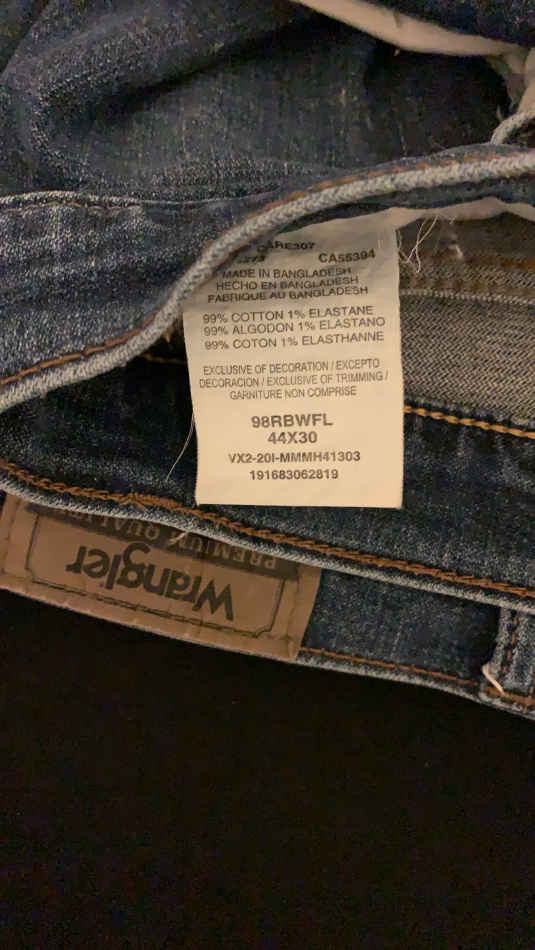 CARE307
CA55394
MADE IN BANGLADESH
HECHO EN BANGLADESH
FABRIQUE AU BANGLADESH
99% COTTON 1% ELASTANE
99% ALGODON 1% ELASTANO
99% COTON 1% ELASTHANNE
EXCLUSIVE OF DECORATION / EXCEPTO
DECORACION / EXCLUSIVE OF TRIMMING /
GARNITURE NON COMPRISE
98RBWFL
44X30
VX2-20I-MMMH41303
191683062819
Wrangler
PREMIUM